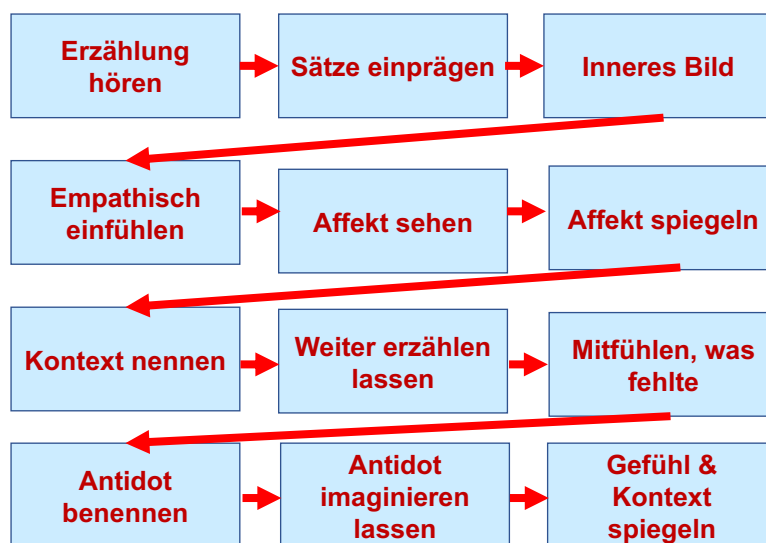 Erzählung
hören
Sätze einprägen
Inneres Bild
Empathisch
einfühlen
Affekt sehen
Affekt spiegeln
Kontext nennen
Weiter erzählen
lassen
Mitfühlen, was
fehlte
Antidot
benennen
Antidot
imaginieren
lassen
Gefühl &
Kontext
spiegeln